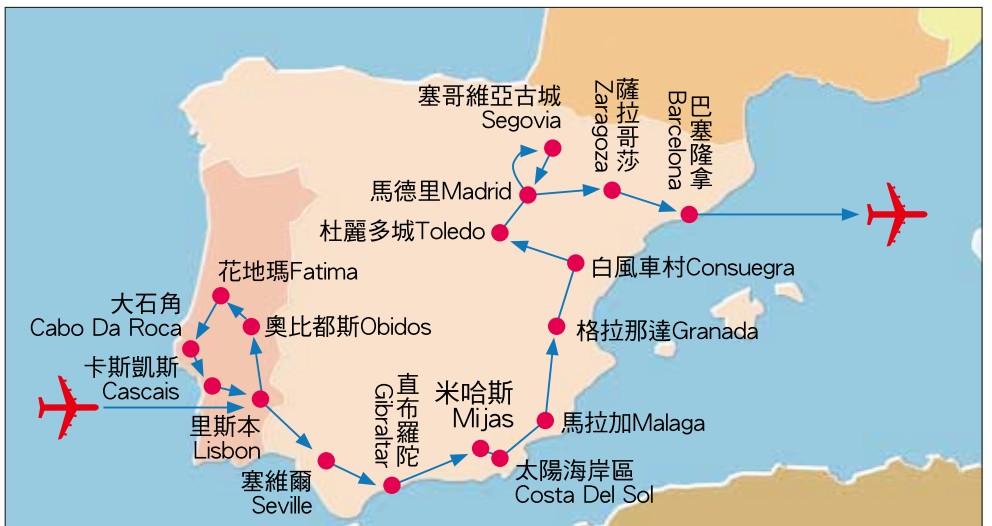 塞哥維亞古城
Segovia
薩拉哥莎
Zaragoza
巴塞隆拿
Barcelona
馬德里Madrid
杜麗多城Toledo
白風車村Consuegra
花地瑪Fatima
大石角
Cabo Da Roca
奧比都斯Obidos
格拉那達Granada
卡斯凱斯
Cascais
里斯本
Lisbon
直布羅陀
Gibraltar
米哈斯
Mijas
馬拉加Malaga
太陽海岸區
Costa Del Sol
塞維爾
Seville